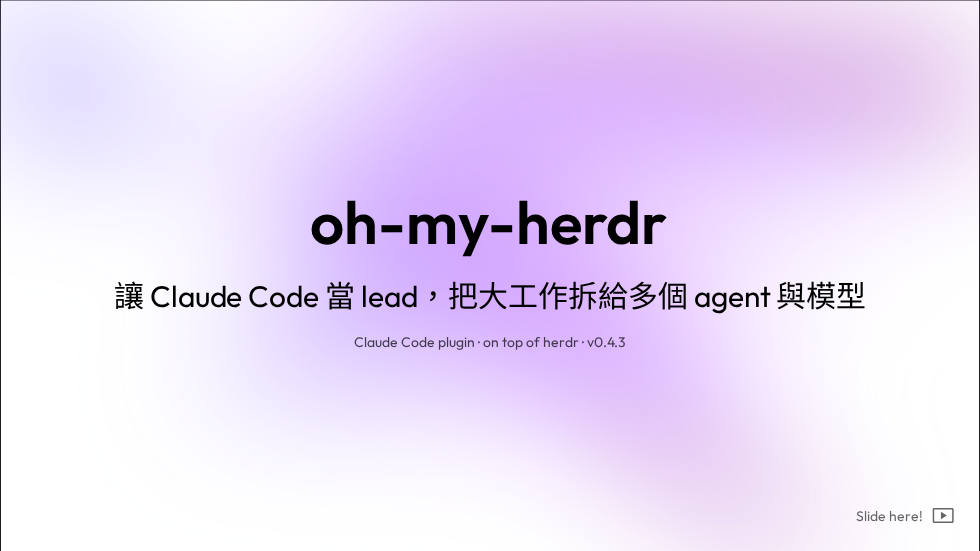 oh-my-herdr
讓 Claude Code 當 lead，把大工作拆給多個 agent 與模型
Claude Code plugin · on top of herdr · v0.4.3
Slide here!